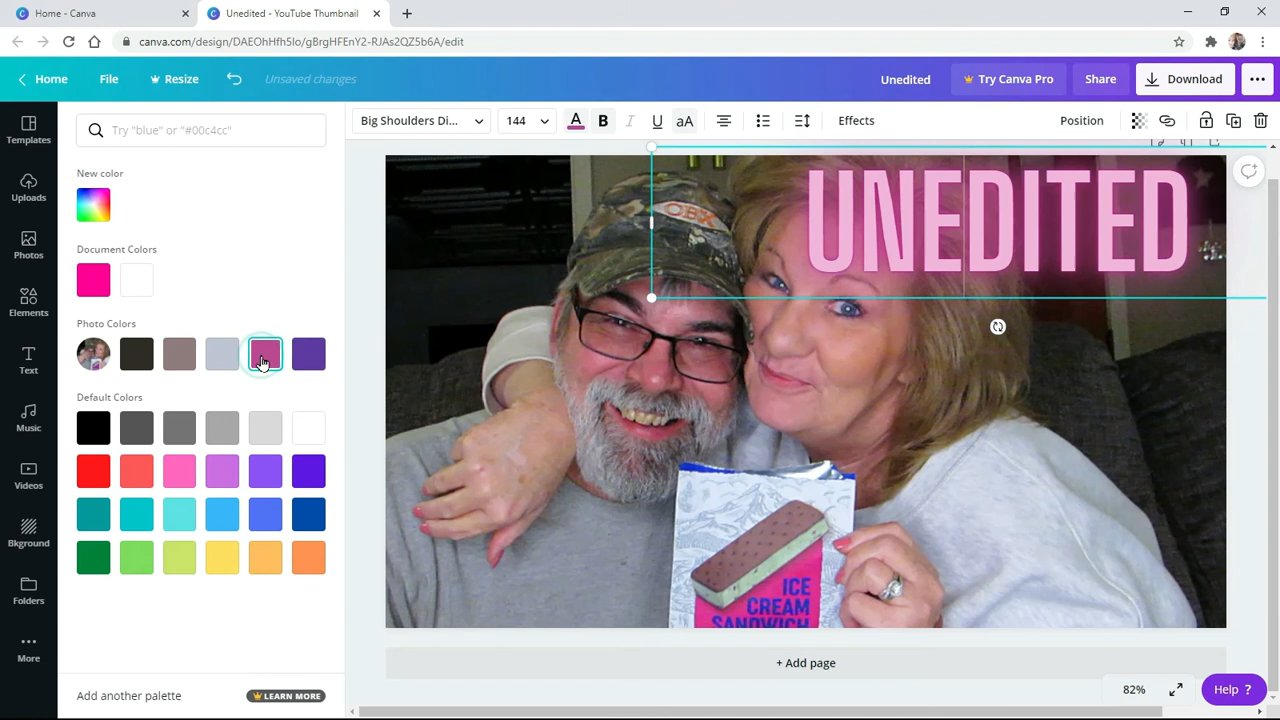 Home - Canva
Unedited - YouTube Thumbnail
canva.com/design/DAEOhHfh5lo/gBrgHFEnY2-RJAs2QZ5b6A/edit
Home
File
Resize
Unsaved changes
Unedited
Try Canva Pro
Share
Download
Templates
Uploads
Photos
Elements
Text
Music
Videos
Bkground
Folders
More
Try "blue" or "#00c4cc"
New color
Document Colors
Photo Colors
Default Colors
Add another palette
LEARN MORE
Big Shoulders Di...
144
A
B
I
U
aA
Effects
Position
UNEDITED
OBX
ICE
CREAM
SANDWICH
+ Add page
82%
Help ?